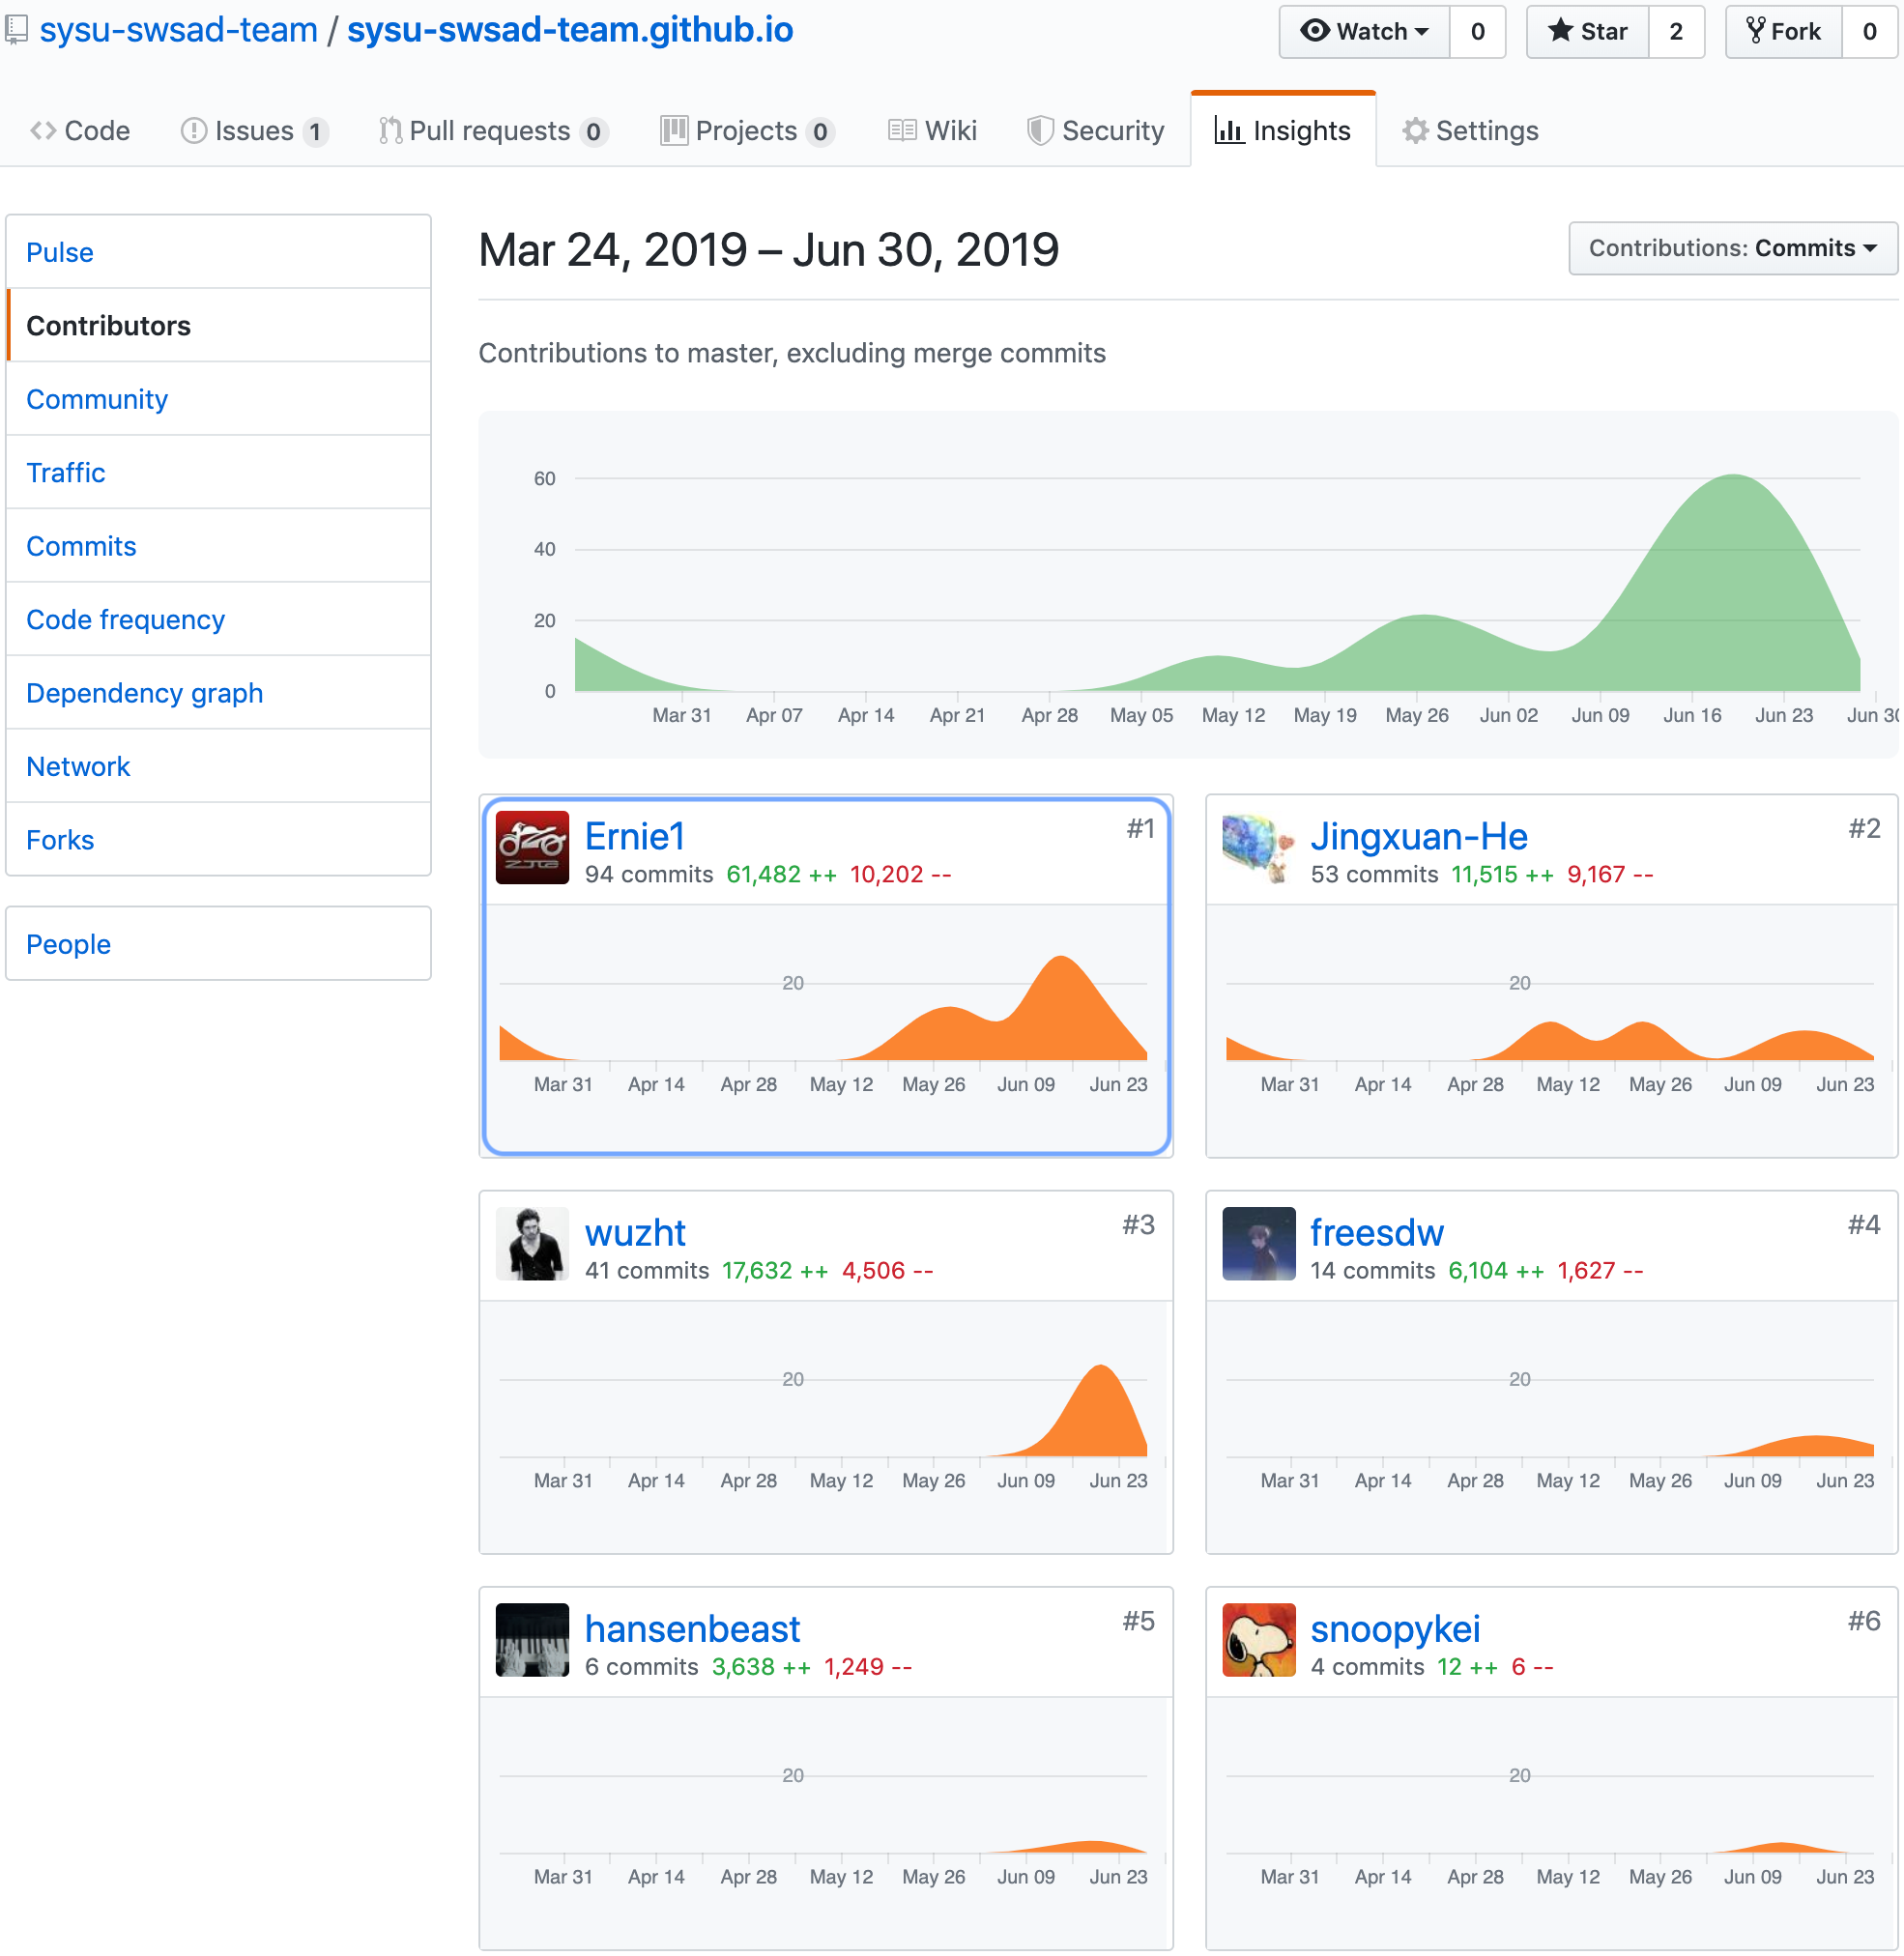 sysu-swsad-team / sysu-swsad-team.github.io
Watch 0 Star 2 Fork 0
Code Issues 1 Pull requests 0 Projects 0 Wiki Security Insights Settings
Pulse
Contributors
Community
Traffic
Commits
Code frequency
Dependency graph
Network
Forks
People
Mar 24, 2019 – Jun 30, 2019
Contributions: Commits
Contributions to master, excluding merge commits
60
40
20
0
Mar 31 Apr 07 Apr 14 Apr 21 Apr 28 May 05 May 12 May 19 May 26 Jun 02 Jun 09 Jun 16 Jun 23 Jun 30
Ernie1 #1
94 commits 61,482 ++ 10,202 --
20
Mar 31 Apr 14 Apr 28 May 12 May 26 Jun 09 Jun 23
Jingxuan-He #2
53 commits 11,515 ++ 9,167 --
20
Mar 31 Apr 14 Apr 28 May 12 May 26 Jun 09 Jun 23
wuzht #3
41 commits 17,632 ++ 4,506 --
20
Mar 31 Apr 14 Apr 28 May 12 May 26 Jun 09 Jun 23
freesdw #4
14 commits 6,104 ++ 1,627 --
20
Mar 31 Apr 14 Apr 28 May 12 May 26 Jun 09 Jun 23
hansenbeast #5
6 commits 3,638 ++ 1,249 --
20
Mar 31 Apr 14 Apr 28 May 12 May 26 Jun 09 Jun 23
snoopykei #6
4 commits 12 ++ 6 --
20
Mar 31 Apr 14 Apr 28 May 12 May 26 Jun 09 Jun 23